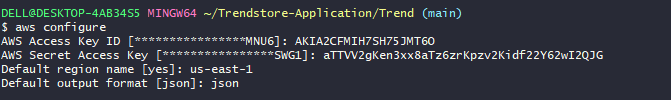 DELL@DESKTOP-4AB34S5 MINGW64 ~/Trendstore-Application/Trend (main)
$ aws configure
AWS Access Key ID [****************MNU6]: AKIA2CFMIH7SH75JMT6O
AWS Secret Access Key [****************SWG1]: 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
Default region name [yes]: us-east-1
Default output format [json]: json